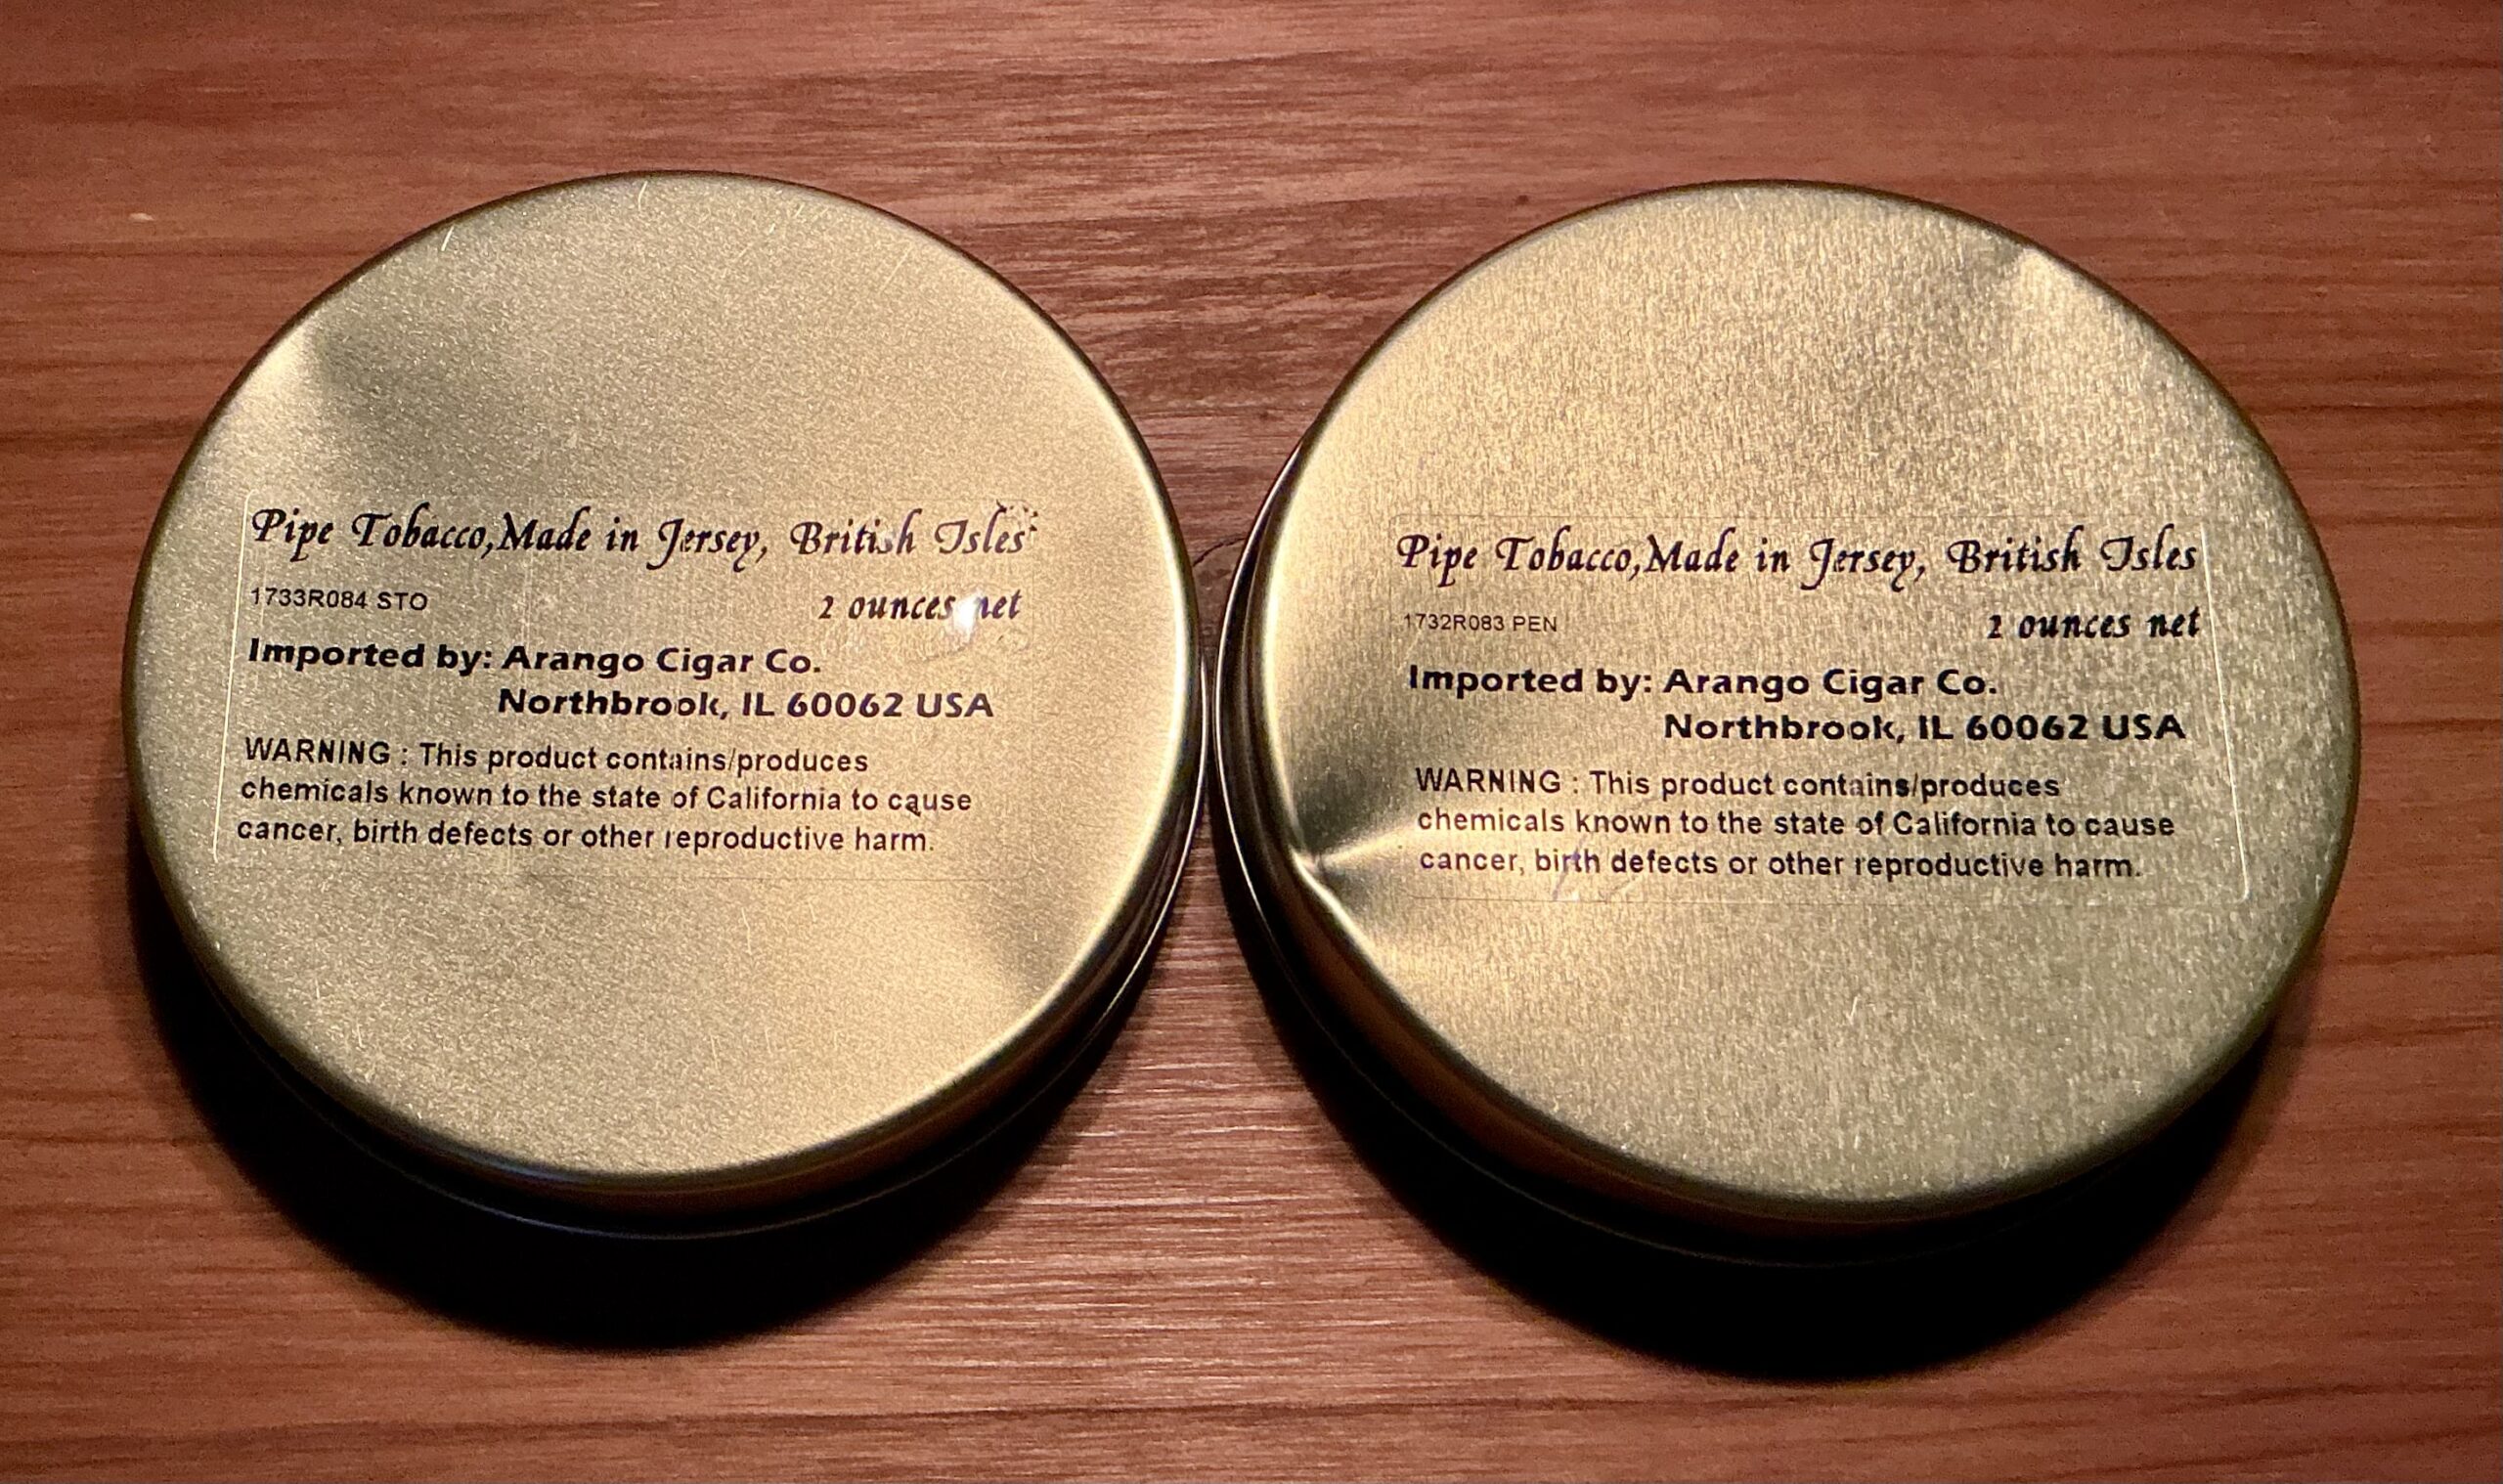 Pipe Tobacco,Made in Jersey, British Isles
1733R084 STO 2 ounces net
Imported by: Arango Cigar Co.
Northbrook, IL 60062 USA
WARNING : This product contains/produces
chemicals known to the state of California to cause
cancer, birth defects or other reproductive harm.
Pipe Tobacco,Made in Jersey, British Isles
1732R083 PEN 2 ounces net
Imported by: Arango Cigar Co.
Northbrook, IL 60062 USA
WARNING : This product contains/produces
chemicals known to the state of California to cause
cancer, birth defects or other reproductive harm.